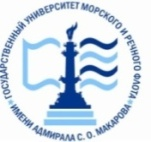 ГОСУДАРСТВЕННЫЙ УНИВЕРСИТЕТ МОРСКОГО И РЕЧНОГО ФЛОТА
ИМЕНИ АДМИРАЛА С. О. МАКАРОВА